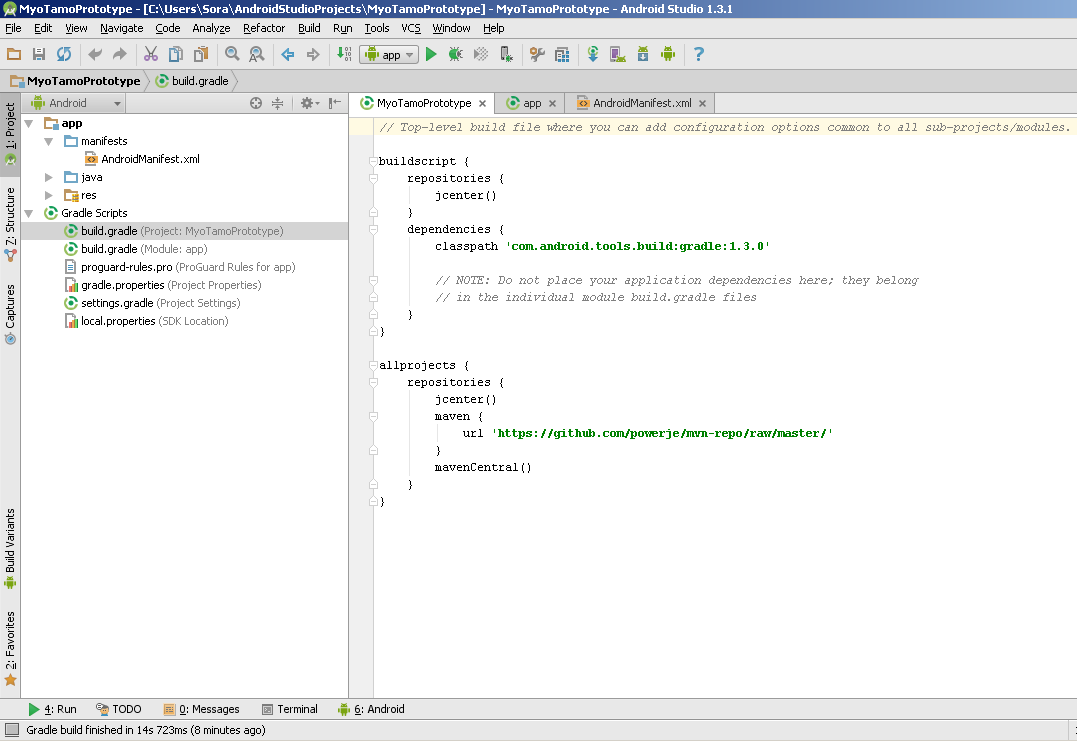 MyoTamoPrototype - [C:\Users\Sora\AndroidStudioProjects\MyoTamoPrototype] - MyoTamoPrototype - Android Studio 1.3.1
File Edit View Navigate Code Analyze Refactor Build Run Tools VCS Window Help
app
MyoTamoPrototype build.gradle
1: Project
Z: Structure
Captures
Build Variants
2: Favorites
Android
app
manifests
AndroidManifest.xml
java
res
Gradle Scripts
build.gradle (Project: MyoTamoPrototype)
build.gradle (Module: app)
proguard-rules.pro (ProGuard Rules for app)
gradle.properties (Project Properties)
settings.gradle (Project Settings)
local.properties (SDK Location)
MyoTamoPrototype app AndroidManifest.xml
// Top-level build file where you can add configuration options common to all sub-projects/modules.
buildscript {
repositories {
jcenter()
}
dependencies {
classpath 'com.android.tools.build:gradle:1.3.0'
// NOTE: Do not place your application dependencies here; they belong
// in the individual module build.gradle files
}
}
allprojects {
repositories {
jcenter()
maven {
url 'https://github.com/powerje/mvn-repo/raw/master/'
}
mavenCentral()
}
}
4: Run TODO 0: Messages Terminal 6: Android
Gradle build finished in 14s 723ms (8 minutes ago)